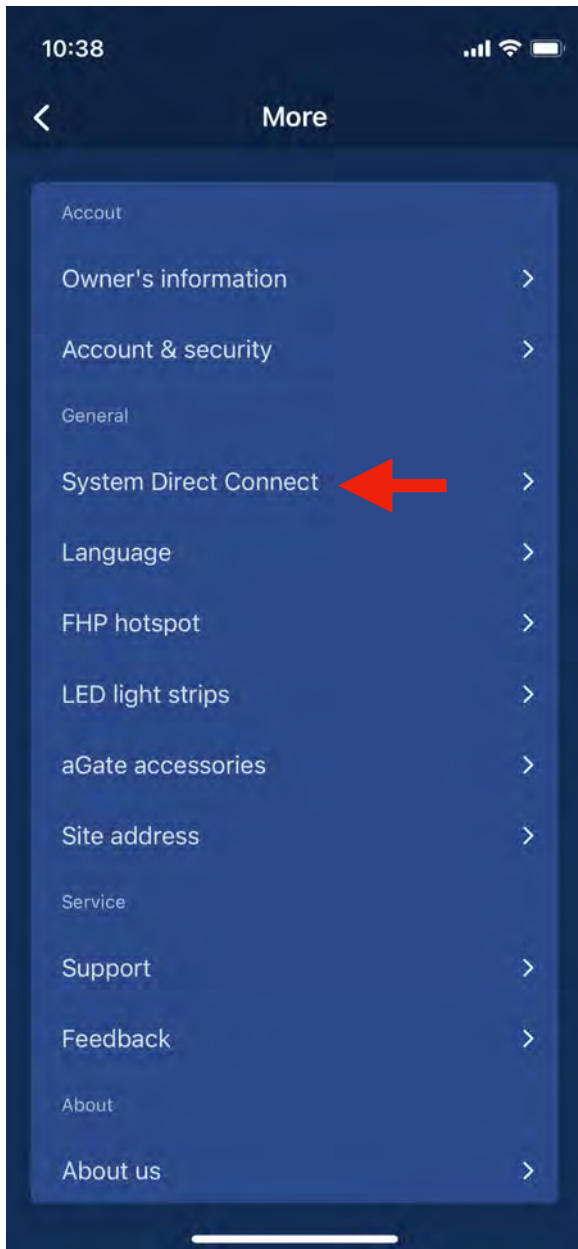 10:38
More
Accout
Owner's information
Account & security
General
System Direct Connect
Language
FHP hotspot
LED light strips
aGate accessories
Site address
Service
Support
Feedback
About
About us